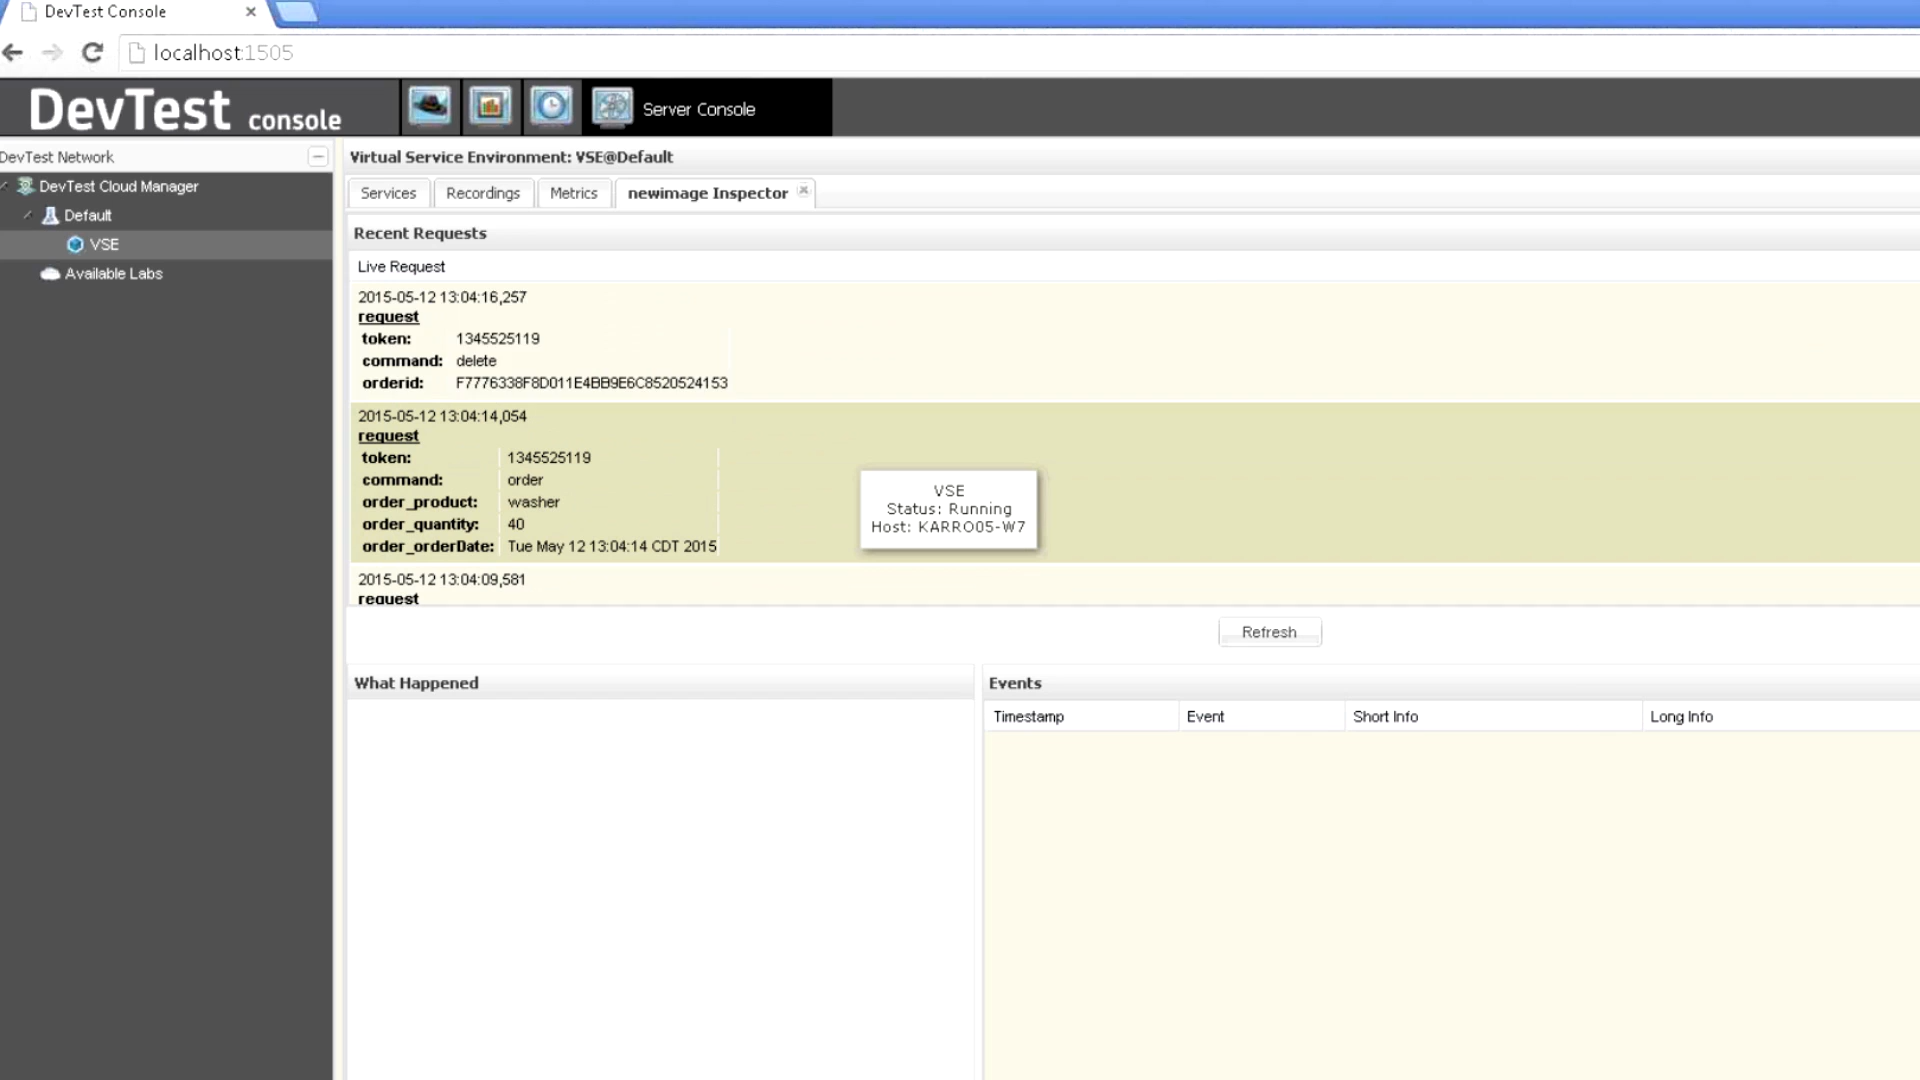 DevTest Console
localhost:1505
DevTest console
Server Console
DevTest Network
Virtual Service Environment: VSE@Default
DevTest Cloud Manager
Default
VSE
Available Labs
Services
Recordings
Metrics
newimage Inspector
Recent Requests
Live Request
2015-05-12 13:04:16,257
request
token: 1345525119
command: delete
orderid: F7776338F8D011E4BB9E6C8520524153
2015-05-12 13:04:14,054
request
token: 1345525119
command: order
order_product: washer
order_quantity: 40
order_orderDate: Tue May 12 13:04:14 CDT 2015
VSE
Status: Running
Host: KARRO05-W7
2015-05-12 13:04:09,581
request
Refresh
What Happened
Events
Timestamp
Event
Short Info
Long Info